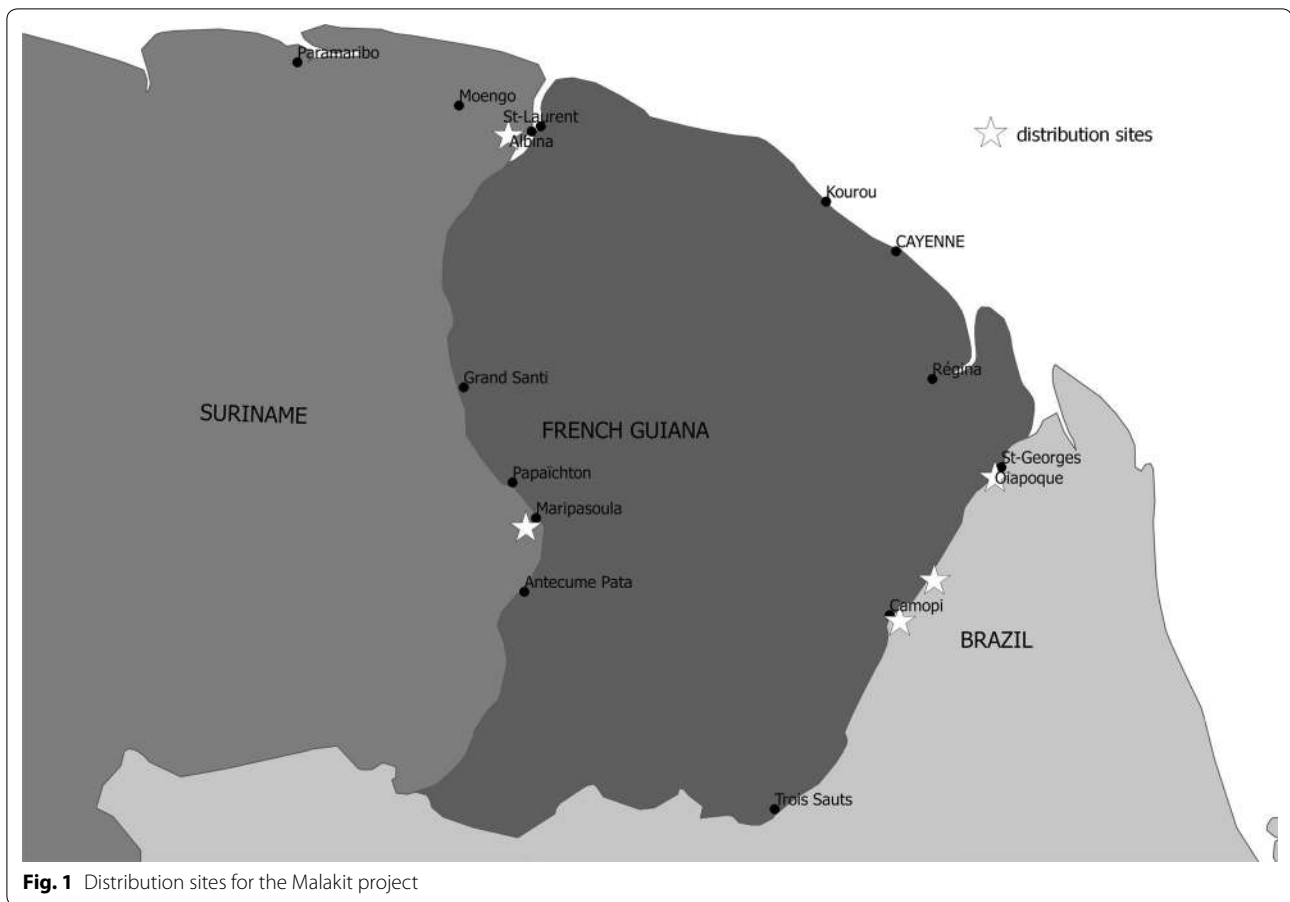 Paramaribo
Moengo
St-Laurent
Albina
distribution sites
Kourou
CAYENNE
Régina
Grand Santi
SURINAME
FRENCH GUIANA
St-Georges
Oiapoque
Papaïchton
Maripasoula
Antecume Pata
Camopi
BRAZIL
Trois Sauts
Fig. 1 Distribution sites for the Malakit project